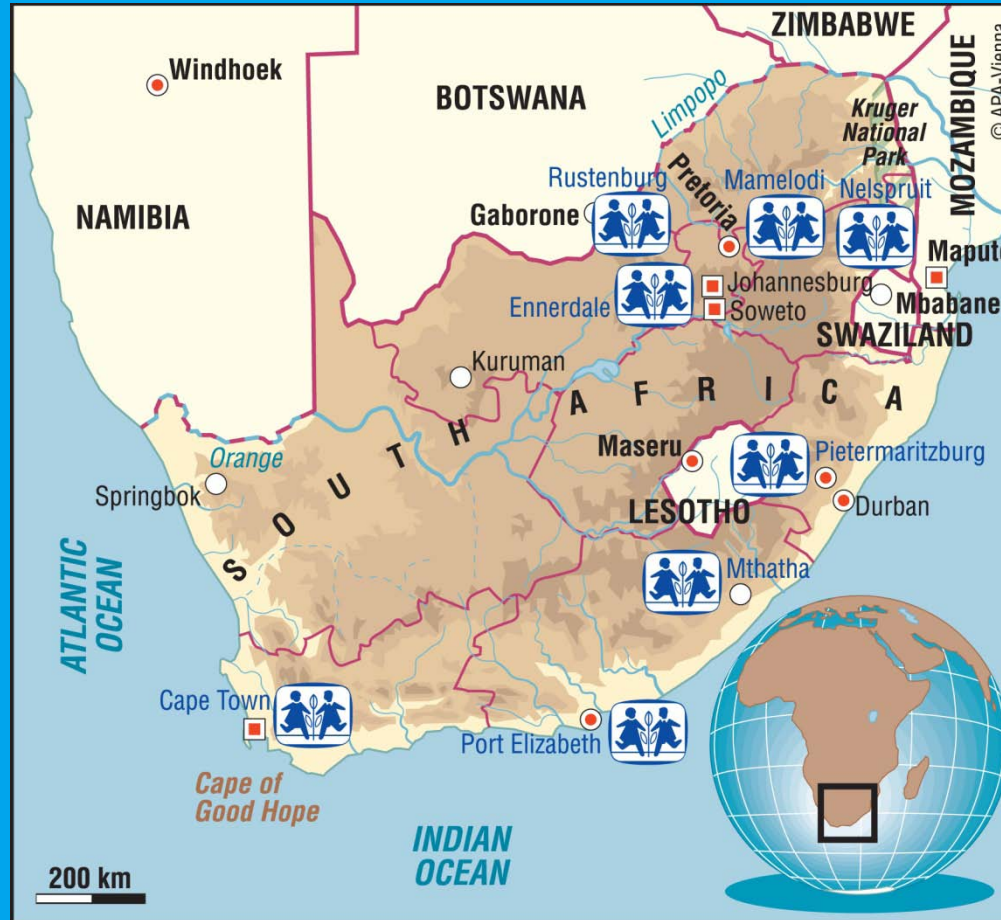 ZIMBABWE
Windhoek
BOTSWANA
Limpopo
Kruger
National
Park
MOZAMBIQUE
© APA-Vienna
NAMIBIA
Rustenburg
Pretoria
Mamelodi
Nelspruit
Gaborone
Maputo
Ennerdale
Johannesburg
Soweto
Mbabane
SWAZILAND
Kuruman
SOUTH AFRICA
Orange
Springbok
Maseru
Pietermaritzburg
LESOTHO
Durban
Mthatha
ATLANTIC
OCEAN
Cape Town
Port Elizabeth
Cape of
Good Hope
INDIAN
OCEAN
200 km